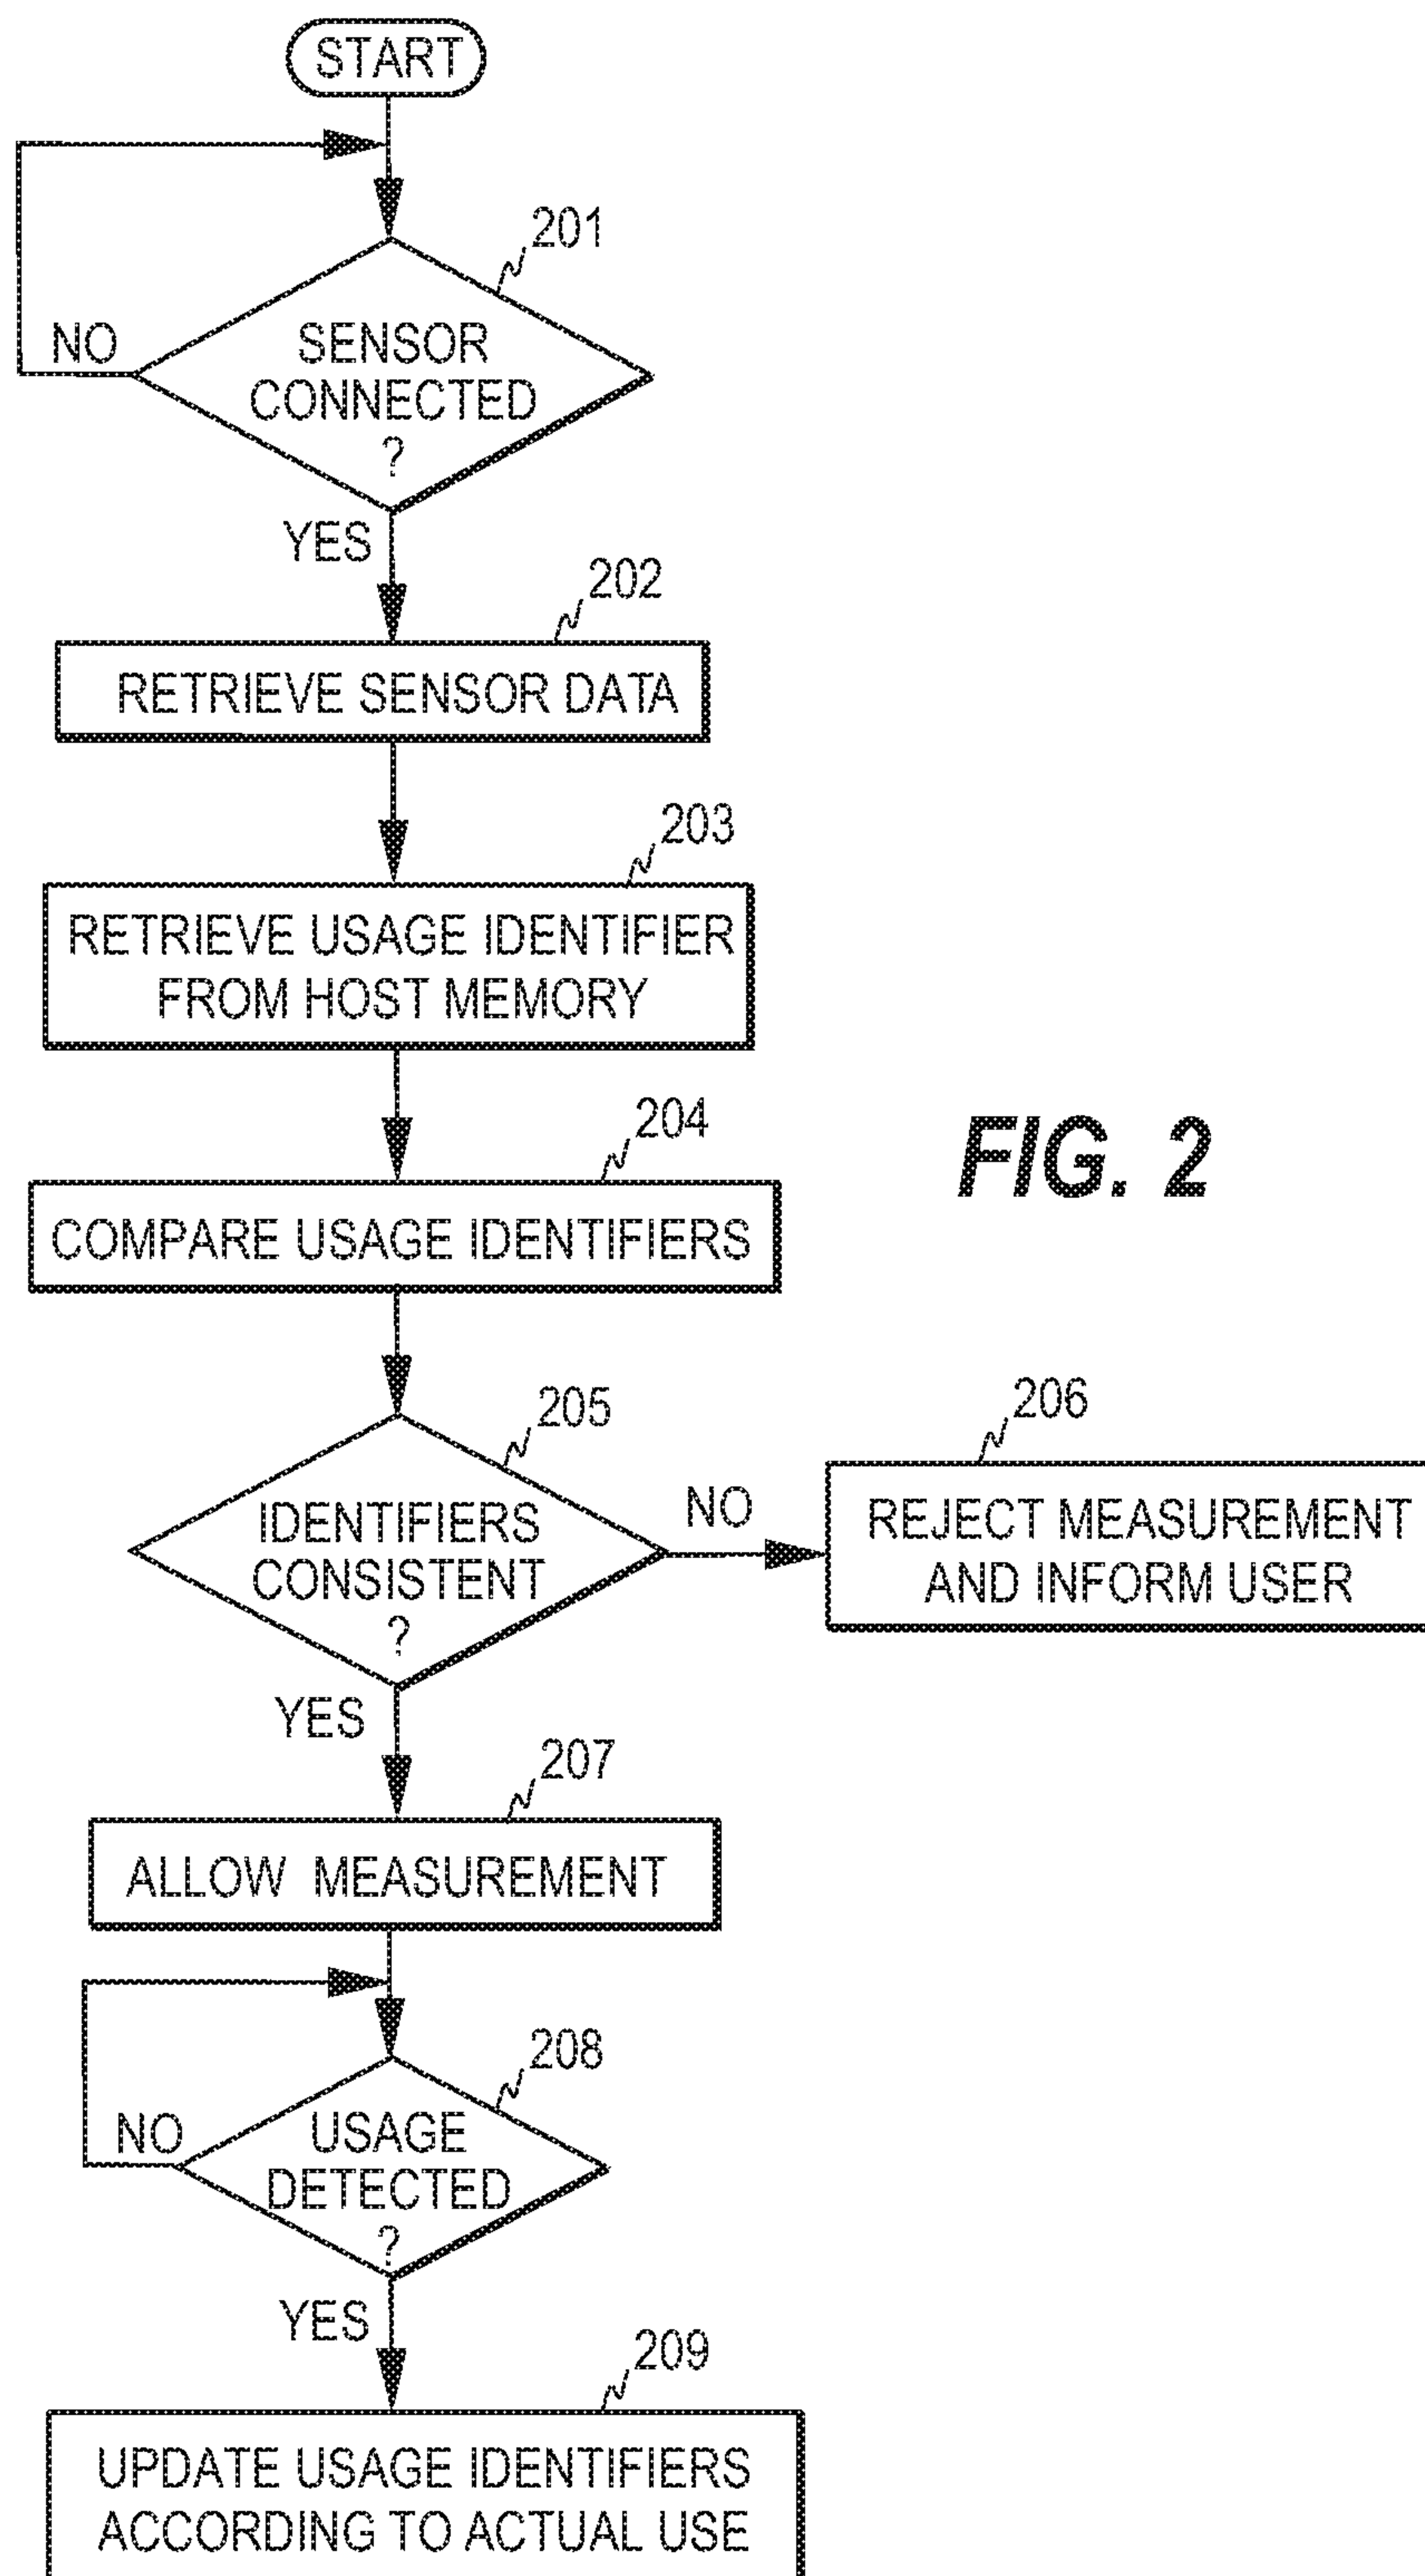 START
201
NO
SENSOR
CONNECTED
?
YES
202
RETRIEVE SENSOR DATA
203
RETRIEVE USAGE IDENTIFIER
FROM HOST MEMORY
204
COMPARE USAGE IDENTIFIERS
FIG. 2
205
IDENTIFIERS
CONSISTENT
?
NO
206
REJECT MEASUREMENT
AND INFORM USER
YES
207
ALLOW MEASUREMENT
208
NO
USAGE
DETECTED
?
YES
209
UPDATE USAGE IDENTIFIERS
ACCORDING TO ACTUAL USE